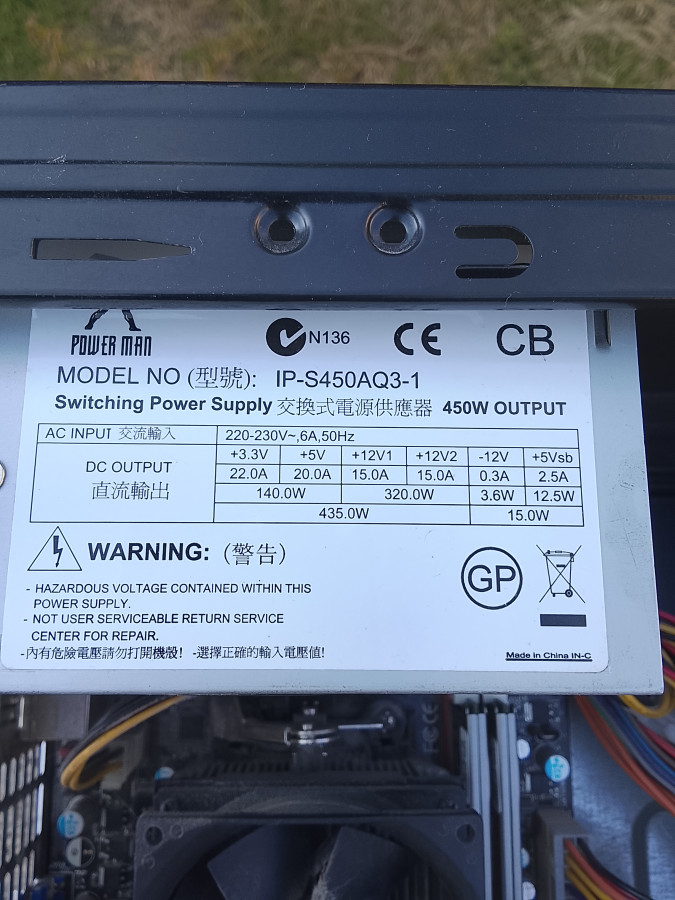 POWER MAN
N136 CE CB
MODEL NO (型號): IP-S450AQ3-1
Switching Power Supply 交換式電源供應器 450W OUTPUT
AC INPUT 交流輸入 220-230V~,6A,50Hz
DC OUTPUT
直流輸出
+3.3V +5V +12V1 +12V2 -12V +5Vsb
22.0A 20.0A 15.0A 15.0A 0.3A 2.5A
140.0W 320.0W 3.6W 12.5W
435.0W 15.0W
WARNING: (警告)
- HAZARDOUS VOLTAGE CONTAINED WITHIN THIS
POWER SUPPLY.
- NOT USER SERVICEABLE RETURN SERVICE
CENTER FOR REPAIR.
-內有危險電壓請勿打開機殼! -選擇正確的輸入電壓值!
GP
Made in China IN-C
FCC CE